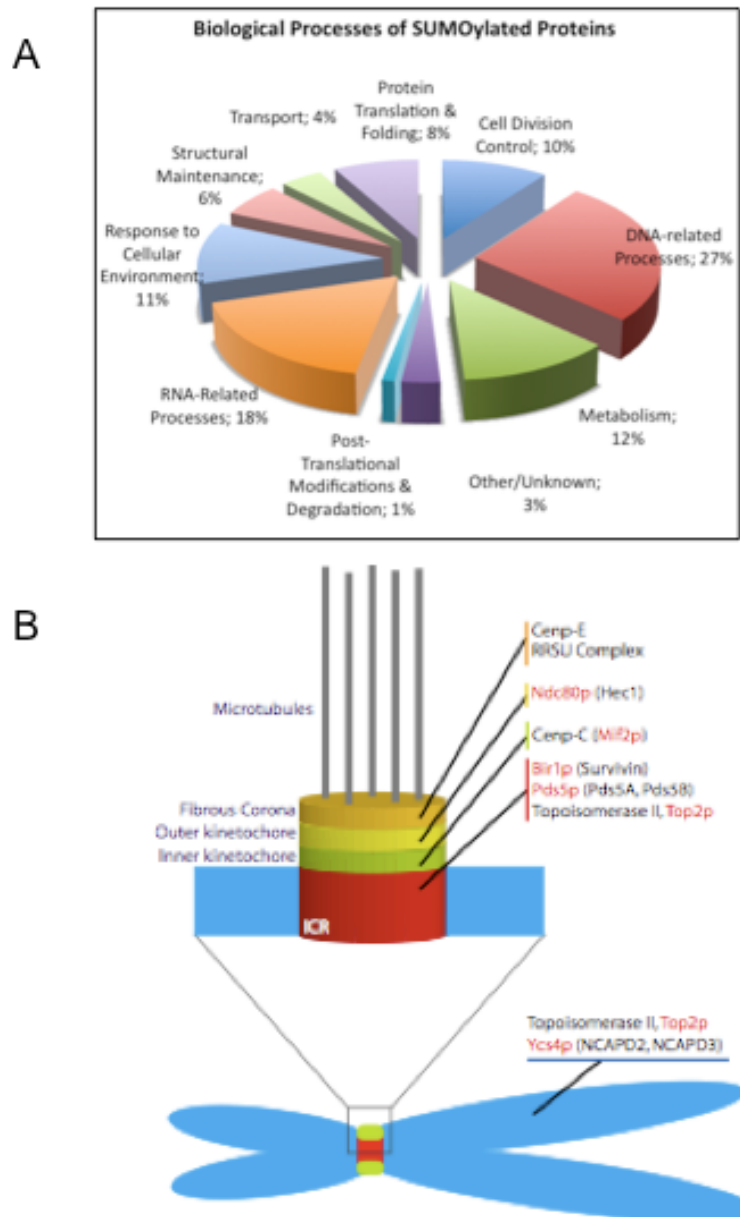 A
Biological Processes of SUMOylated Proteins
Protein
Translation &
Folding; 8%
Transport; 4%
Cell Division
Control; 10%
Structural
Maintenance;
6%
DNA-related
Processes; 27%
Response to
Cellular
Environment;
11%
RNA-Related
Processes; 18%
Metabolism;
12%
Post-
Translational
Modifications &
Degradation; 1%
Other/Unknown;
3%
B
Cenp-E
RRSU Complex
Microtubules
Ndc80p (Hec1)
Cenp-C (Mif2p)
Bir1p (Survivin)
Pds5p (Pds5A, Pds5B)
Topoisomerase II, Top2p
Fibrous Corona
Outer kinetochore
Inner kinetochore
ICR
Topoisomerase II, Top2p
Ycs4p (NCAPD2, NCAPD3)